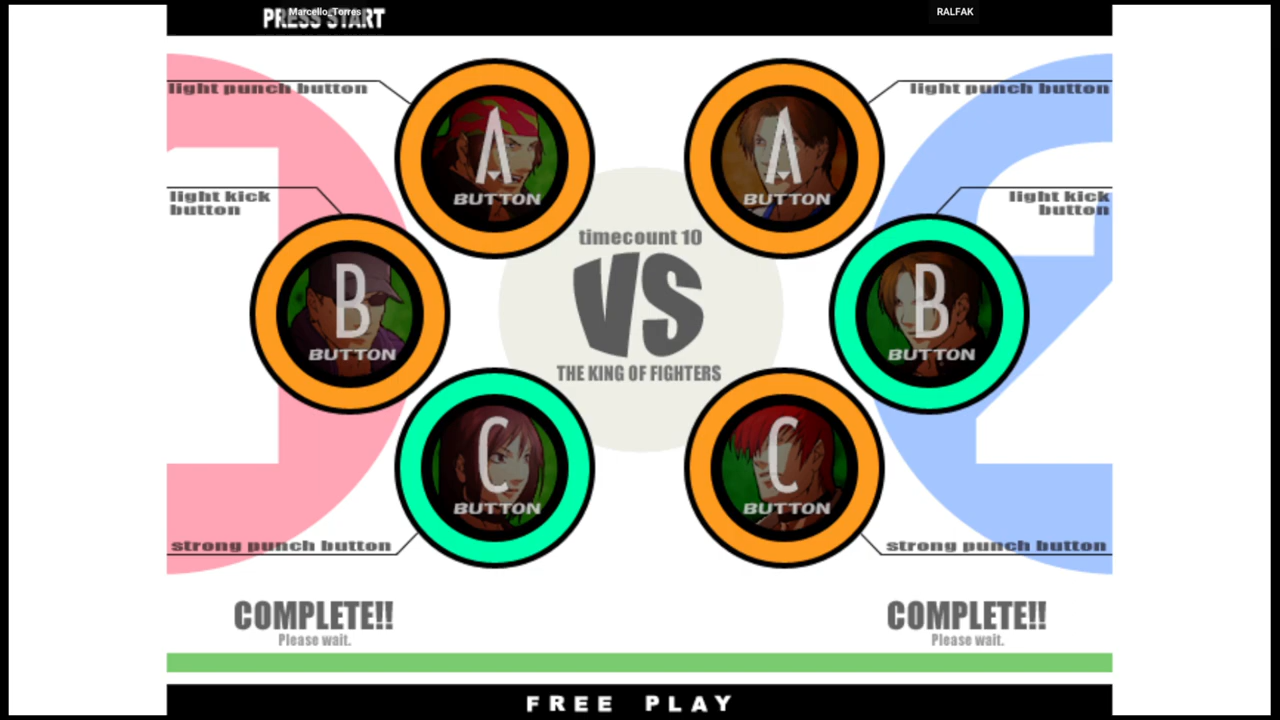 PRESS START
Marcello_Torres
RALFAK
light punch button
light punch button
A
BUTTON
A
BUTTON
light kick
button
light kick
button
timecount 10
VS
THE KING OF FIGHTERS
B
BUTTON
B
BUTTON
C
BUTTON
C
BUTTON
strong punch button
strong punch button
COMPLETE!!
Please wait.
COMPLETE!!
Please wait.
FREE PLAY